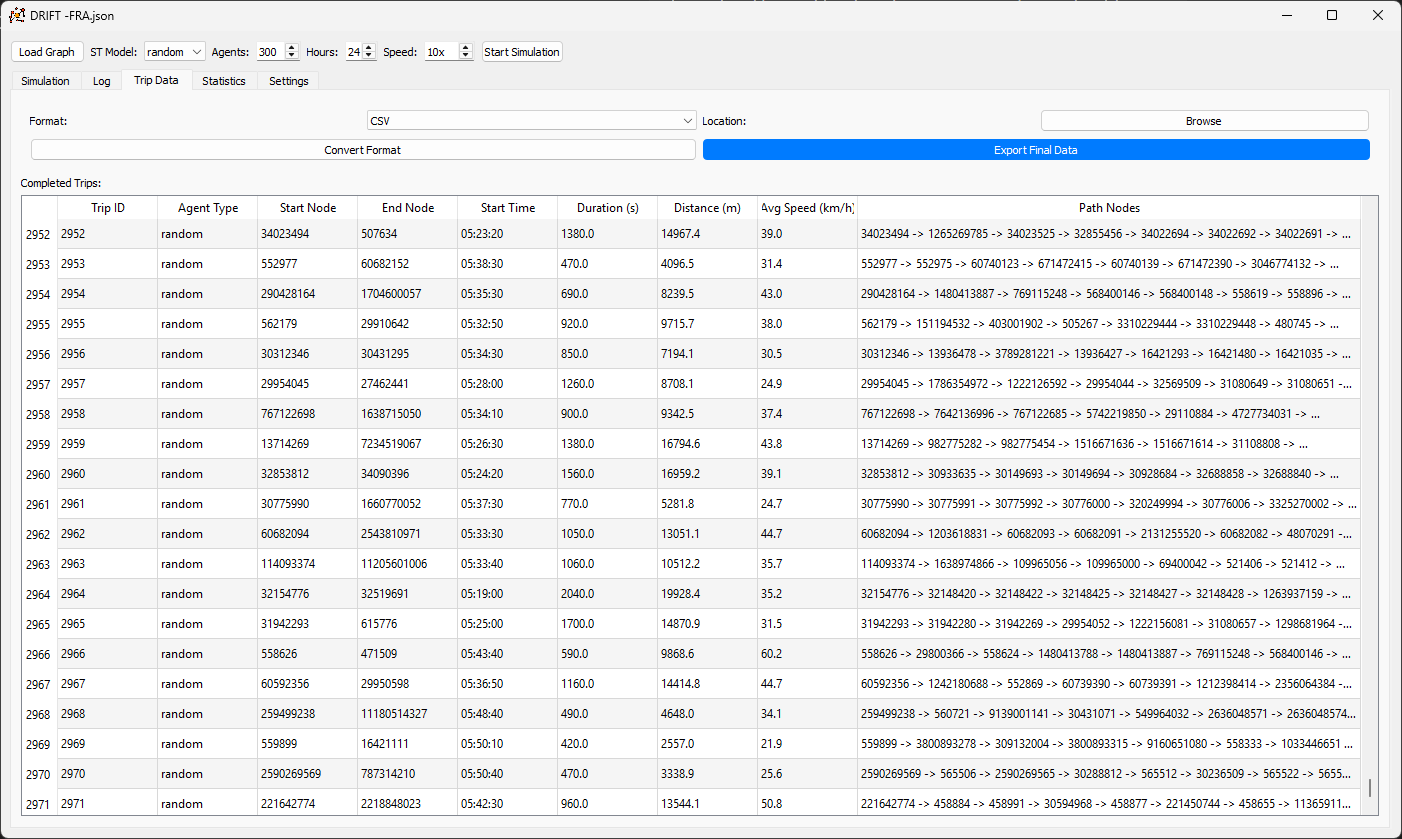 DRIFT -FRA.json
Load Graph ST Model: random Agents: 300 Hours: 24 Speed: 10x Start Simulation
Simulation Log Trip Data Statistics Settings
Format: CSV Location: Browse
Convert Format Export Final Data
Completed Trips:
Trip ID Agent Type Start Node End Node Start Time Duration (s) Distance (m) Avg Speed (km/h) Path Nodes
2952 2952 random 34023494 507634 05:23:20 1380.0 14967.4 39.0 34023494 -> 1265269785 -> 34023525 -> 32855456 -> 34022694 -> 34022692 -> 34022691 -> ...
2953 2953 random 552977 60682152 05:38:30 470.0 4096.5 31.4 552977 -> 552975 -> 60740123 -> 671472415 -> 60740139 -> 671472390 -> 3046774132 -> ...
2954 2954 random 290428164 1704600057 05:35:30 690.0 8239.5 43.0 290428164 -> 1480413887 -> 769115248 -> 568400146 -> 568400148 -> 558619 -> 558896 -> ...
2955 2955 random 562179 29910642 05:32:50 920.0 9715.7 38.0 562179 -> 151194532 -> 403001902 -> 505267 -> 3310229444 -> 3310229448 -> 480745 -> ...
2956 2956 random 30312346 30431295 05:34:30 850.0 7194.1 30.5 30312346 -> 13936478 -> 3789281221 -> 13936427 -> 16421293 -> 16421480 -> 16421035 -> ...
2957 2957 random 29954045 27462441 05:28:00 1260.0 8708.1 24.9 29954045 -> 1786354972 -> 1222126592 -> 29954044 -> 32569509 -> 31080649 -> 31080651 -...
2958 2958 random 767122698 1638715050 05:34:10 900.0 9342.5 37.4 767122698 -> 7642136996 -> 767122685 -> 5742219850 -> 29110884 -> 4727734031 -> ...
2959 2959 random 13714269 7234519067 05:26:30 1380.0 16794.6 43.8 13714269 -> 982775282 -> 982775454 -> 1516671636 -> 1516671614 -> 31108808 -> ...
2960 2960 random 32853812 34090396 05:24:20 1560.0 16959.2 39.1 32853812 -> 30933635 -> 30149693 -> 30149694 -> 30928684 -> 32688858 -> 32688840 -> ...
2961 2961 random 30775990 1660770052 05:37:30 770.0 5281.8 24.7 30775990 -> 30775991 -> 30775992 -> 30776000 -> 320249994 -> 30776006 -> 3325270002 -> ...
2962 2962 random 60682094 2543810971 05:33:30 1050.0 13051.1 44.7 60682094 -> 1203618831 -> 60682093 -> 60682091 -> 2131255520 -> 60682082 -> 48070291 -...
2963 2963 random 114093374 11205601006 05:33:40 1060.0 10512.2 35.7 114093374 -> 1638974866 -> 109965056 -> 109965000 -> 69400042 -> 521406 -> 521412 -> ...
2964 2964 random 32154776 32519691 05:19:00 2040.0 19928.4 35.2 32154776 -> 32148420 -> 32148422 -> 32148425 -> 32148427 -> 32148428 -> 1263937159 -> ...
2965 2965 random 31942293 615776 05:25:00 1700.0 14870.9 31.5 31942293 -> 31942280 -> 31942269 -> 29954052 -> 1222156081 -> 31080657 -> 1298681964 -...
2966 2966 random 558626 471509 05:43:40 590.0 9868.6 60.2 558626 -> 29800366 -> 558624 -> 1480413788 -> 1480413887 -> 769115248 -> 568400146 -> ...
2967 2967 random 60592356 29950598 05:36:50 1160.0 14414.8 44.7 60592356 -> 1242180688 -> 552869 -> 60739390 -> 60739391 -> 1212398414 -> 2356064384 -> ...
2968 2968 random 259499238 11180514327 05:48:40 490.0 4648.0 34.1 259499238 -> 560721 -> 9139001141 -> 30431071 -> 549964032 -> 2636048571 -> 2636048574...
2969 2969 random 559899 16421111 05:50:10 420.0 2557.0 21.9 559899 -> 3800893278 -> 309132004 -> 3800893315 -> 9160651080 -> 558333 -> 1033446651 ...
2970 2970 random 2590269569 787314210 05:50:40 470.0 3338.9 25.6 2590269569 -> 565506 -> 2590269565 -> 30288812 -> 565512 -> 30236509 -> 565522 -> 5655...
2971 2971 random 221642774 2218848023 05:42:30 960.0 13544.1 50.8 221642774 -> 458884 -> 458991 -> 30594968 -> 458877 -> 221450744 -> 458655 -> 11365911...